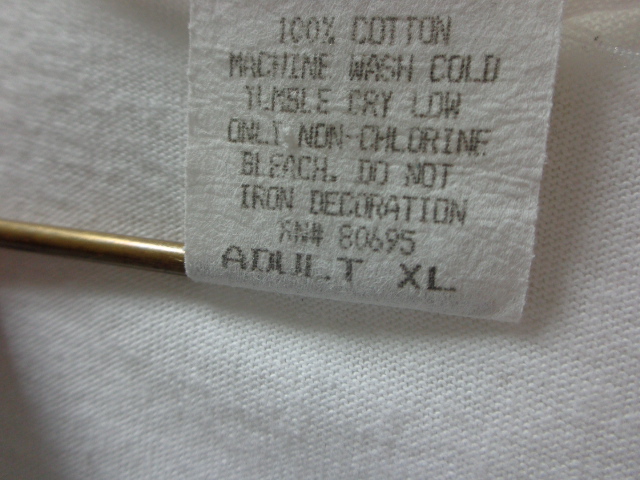 100% COTTON
MACHINE WASH COLD
TUMBLE DRY LOW
ONLY NON-CHLORINE
BLEACH. DO NOT
IRON DECORATION
RN# 80695
ADULT XL